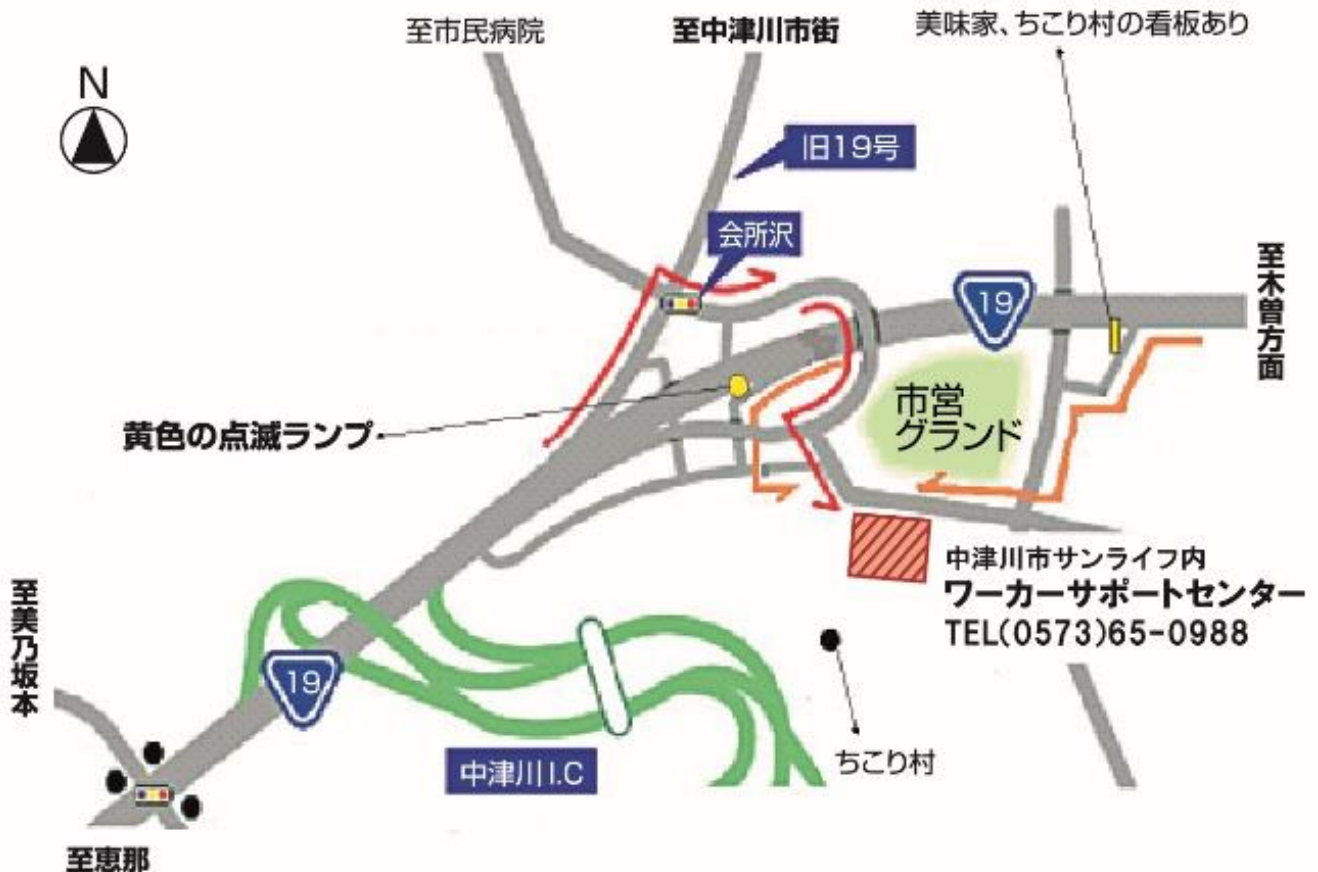 至市民病院
至中津川市街
美味家、ちこり村の看板あり
N
旧19号
会所沢
19
至木曽方面
市営
グランド
黄色の点滅ランプ
中津川市サンライフ内
ワーカーサポートセンター
TEL(0573)65-0988
至美乃坂本
19
中津川I.C
ちこり村
至恵那